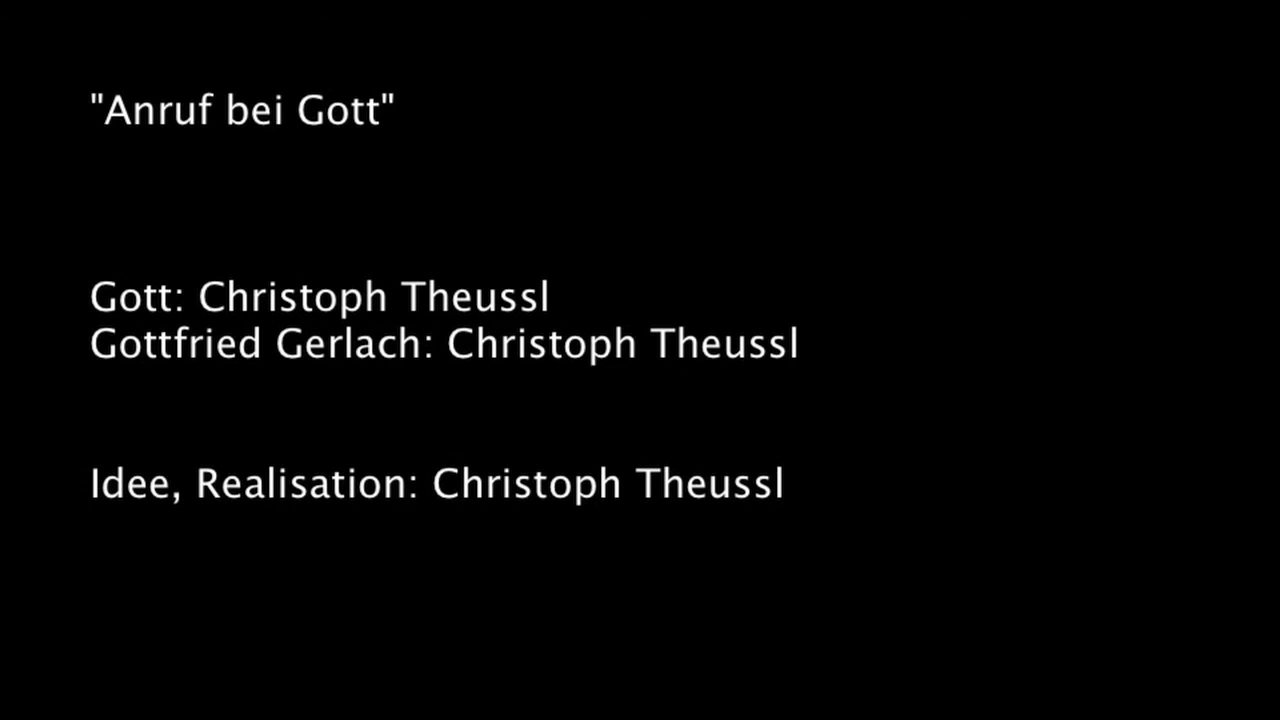 "Anruf bei Gott"
Gott: Christoph Theussl
Gottfried Gerlach: Christoph Theussl
Idee, Realisation: Christoph Theussl